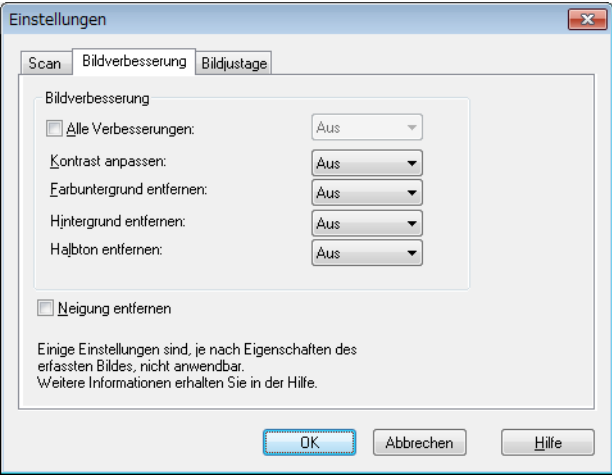 Einstellungen
Scan Bildverbesserung Bildjustage
Bildverbesserung
Alle Verbesserungen: Aus
Kontrast anpassen: Aus
Farbuntergrund entfernen: Aus
Hintergrund entfernen: Aus
Halbton entfernen: Aus
Neigung entfernen
Einige Einstellungen sind, je nach Eigenschaften des
erfassten Bildes, nicht anwendbar.
Weitere Informationen erhalten Sie in der Hilfe.
OK Abbrechen Hilfe